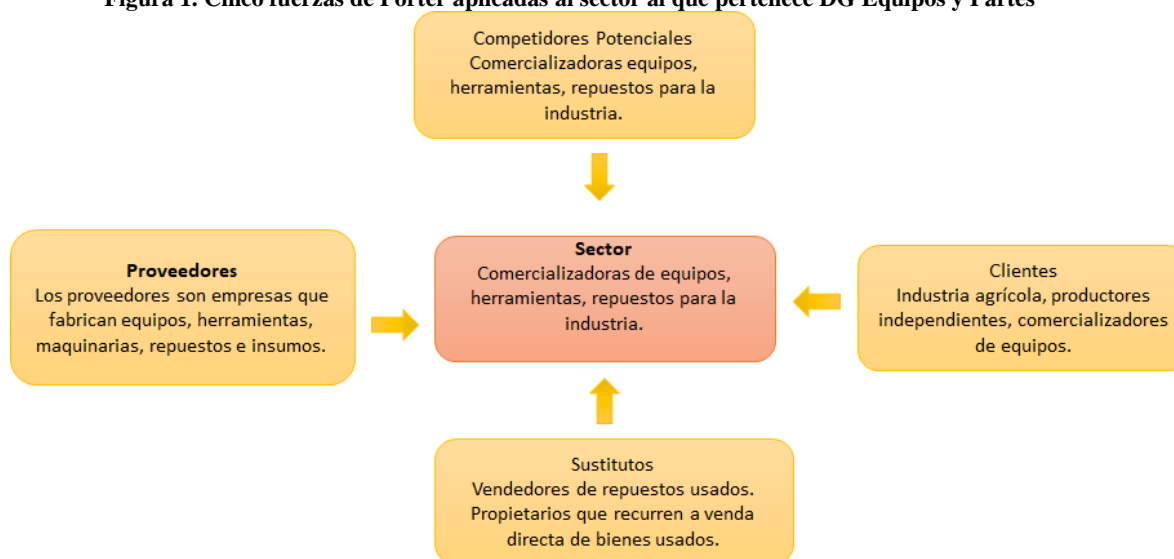 Figura 1. Cinco fuerzas de Porter aplicadas al sector al que pertenece DG Equipos y Partes
Competidores Potenciales
Comercializadoras equipos,
herramientas, repuestos para la
industria.
Proveedores
Los proveedores son empresas que
fabrican equipos, herramientas,
maquinarias, repuestos e insumos.
Sector
Comercializadoras de equipos,
herramientas, repuestos para la
industria.
Clientes
Industria agrícola, productores
independientes, comercializadores
de equipos.
Sustitutos
Vendedores de repuestos usados.
Propietarios que recurren a venda
directa de bienes usados.